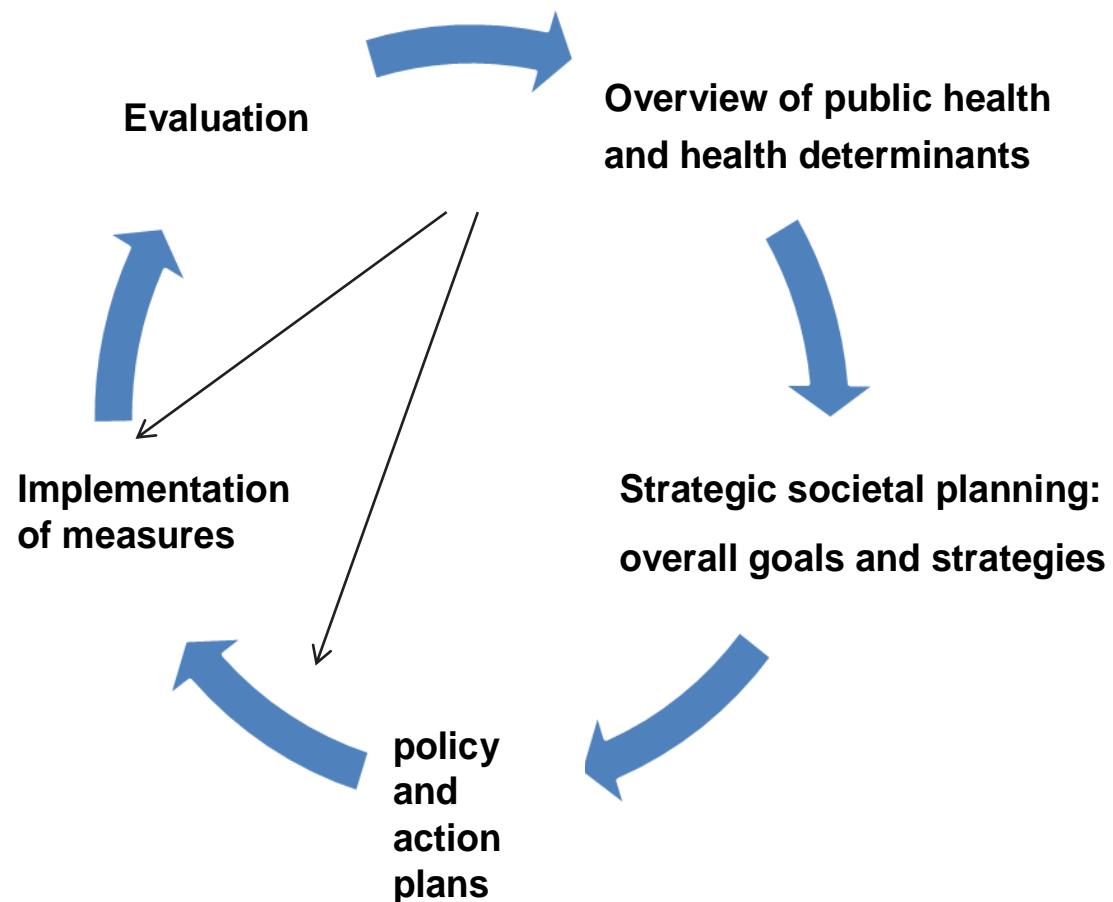 Evaluation
Overview of public health
and health determinants
Strategic societal planning:
overall goals and strategies
policy
and
action
plans
Implementation
of measures